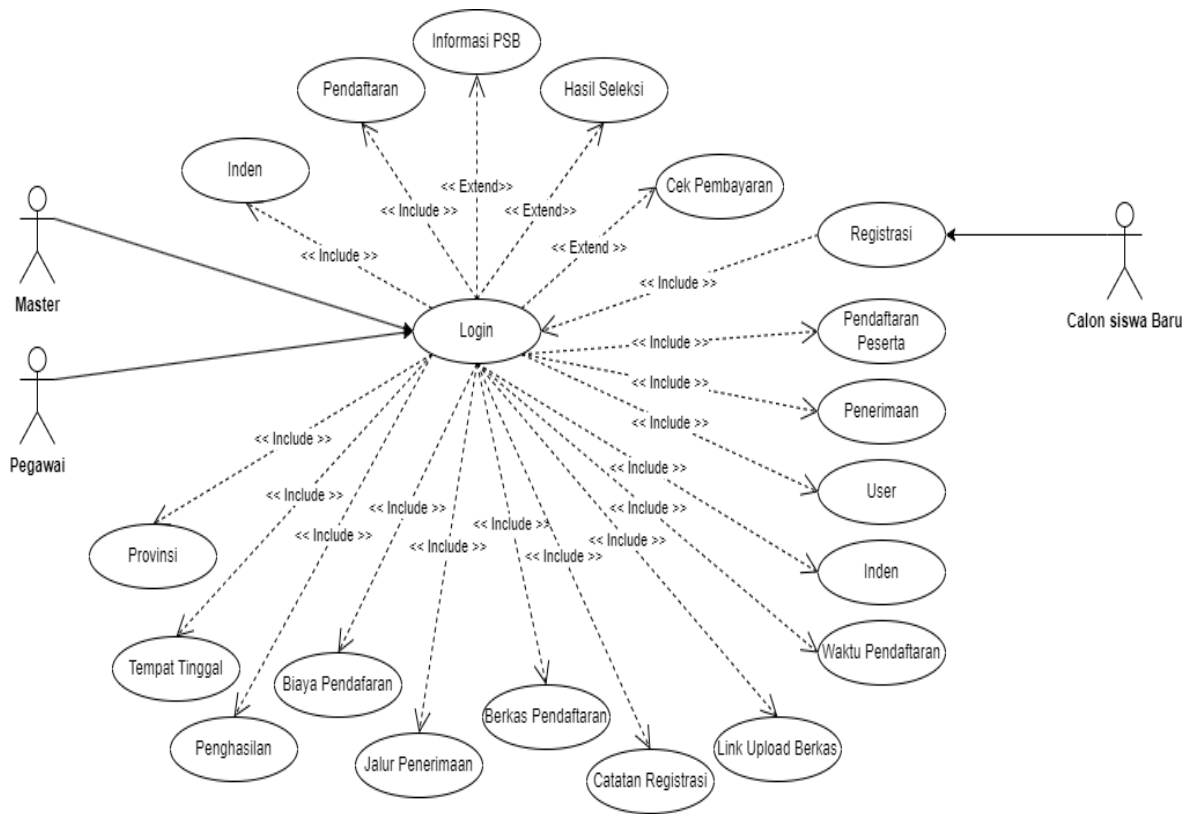 Informasi PSB
Pendaftaran
Hasil Seleksi
Inden
Cek Pembayaran
<< Extend>>
<< Include >>
<< Extend>>
<< Extend >>
<< Include >>
Registrasi
Master
<< Include >>
Calon siswa Baru
Login
Pendaftaran
Peserta
<< Include >>
<< Include >>
Penerimaan
<< Include >>
Pegawai
<< Include >>
<< Include >>
User
<< Include >>
<< Include >>
<< Include >>
<< Include >>
<< Include >>
<< Include >>
<< Include >>
<< Include >>
Provinsi
Inden
Tempat Tinggal
Biaya Pendafaran
Waktu Pendaftaran
Berkas Pendaftaran
Penghasilan
Jalur Penerimaan
Catatan Registrasi
Link Upload Berkas